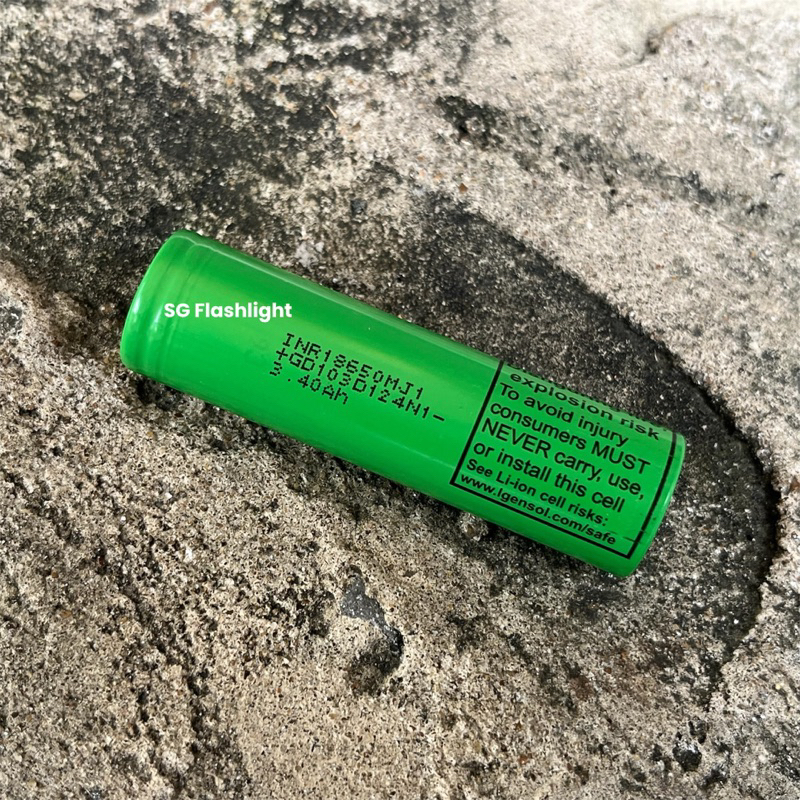 SG Flashlight
INR18650MJ1
+GD103D124N1-
3.40Ah
explosion risk
To avoid injury
consumers MUST
NEVER carry, use,
or install this cell
See Li-ion cell risks:
www.lgensol.com/safe